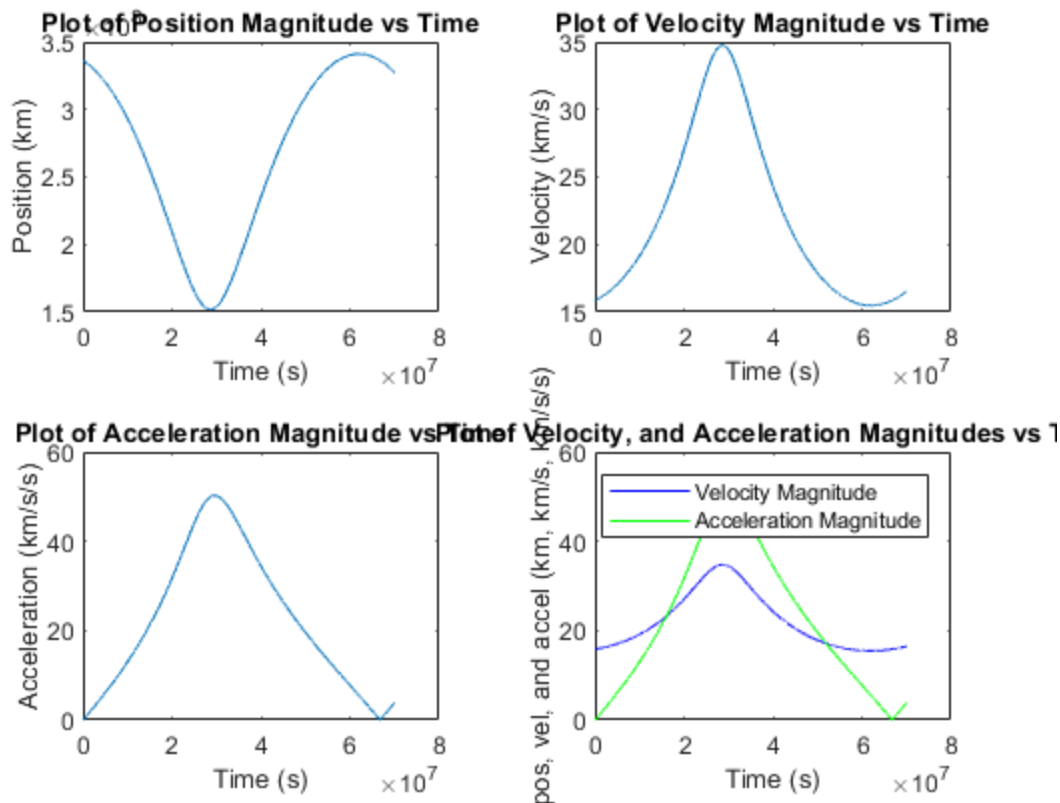 Plot of Position Magnitude vs Time
3.5
3
2.5
2
1.5
Position (km)
0 2 4 6 8
Time (s)
×10^7
Plot of Velocity Magnitude vs Time
35
30
25
20
15
Velocity (km/s)
0 2 4 6 8
Time (s)
×10^7
Plot of Acceleration Magnitude vs Time
60
40
20
0
Acceleration (km/s/s)
0 2 4 6 8
Time (s)
×10^7
Plot of Velocity, and Acceleration Magnitudes vs T
60
40
20
0
pos, vel, and accel (km, km/s, km/s/s)
Velocity Magnitude
Acceleration Magnitude
0 2 4 6 8
Time (s)
×10^7